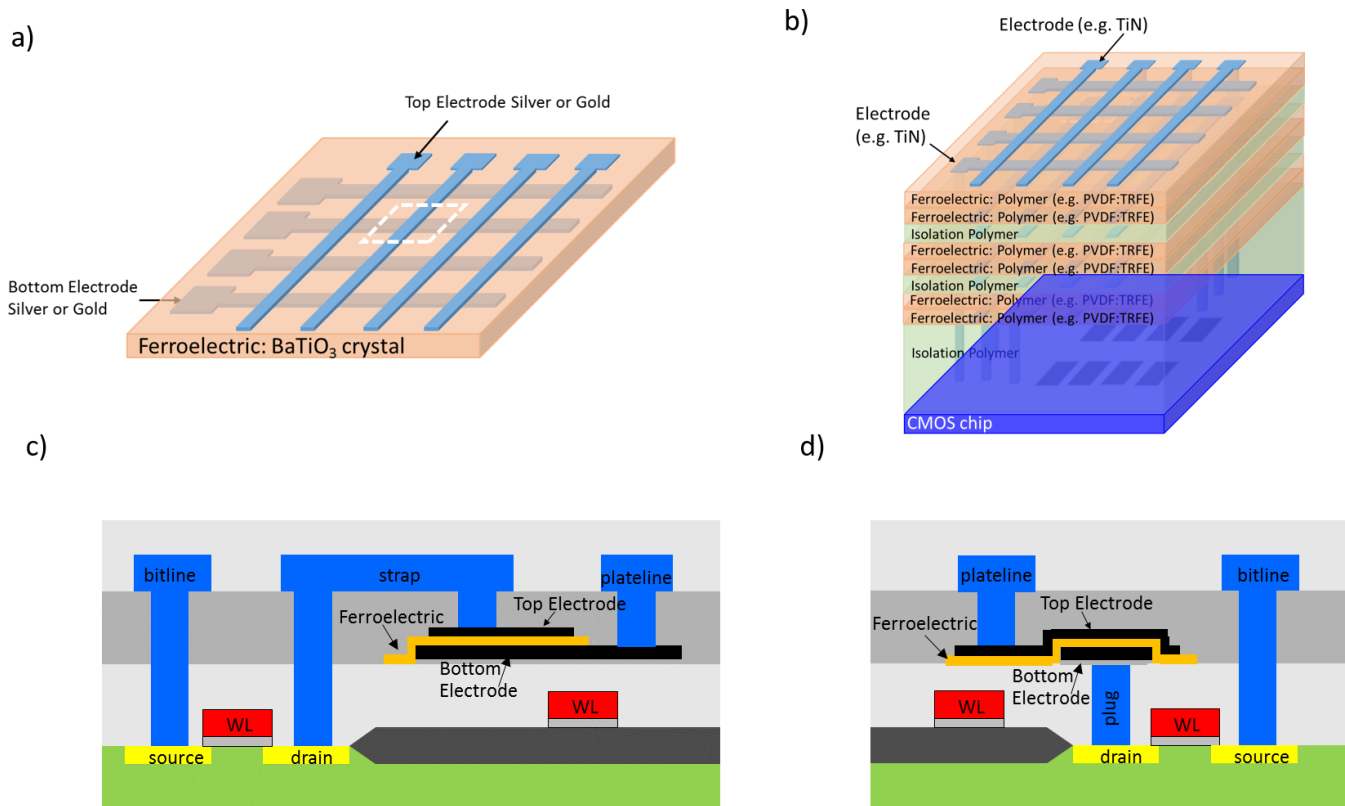 a)
Top Electrode Silver or Gold
Bottom Electrode
Silver or Gold
Ferroelectric: BaTiO₃ crystal
b)
Electrode (e.g. TiN)
Electrode
(e.g. TiN)
Ferroelectric: Polymer (e.g. PVDF:TRFE)
Ferroelectric: Polymer (e.g. PVDF:TRFE)
Isolation Polymer
Ferroelectric: Polymer (e.g. PVDF:TRFE)
Ferroelectric: Polymer (e.g. PVDF:TRFE)
Isolation Polymer
Ferroelectric: Polymer (e.g. PVDF:TRFE)
Ferroelectric: Polymer (e.g. PVDF:TRFE)
Isolation Polymer
CMOS chip
c)
bitline
strap
plateline
Ferroelectric
Top Electrode
Bottom
Electrode
WL
WL
source
drain
d)
plateline
bitline
Top Electrode
Ferroelectric
Bottom
Electrode
plug
WL
WL
drain
source